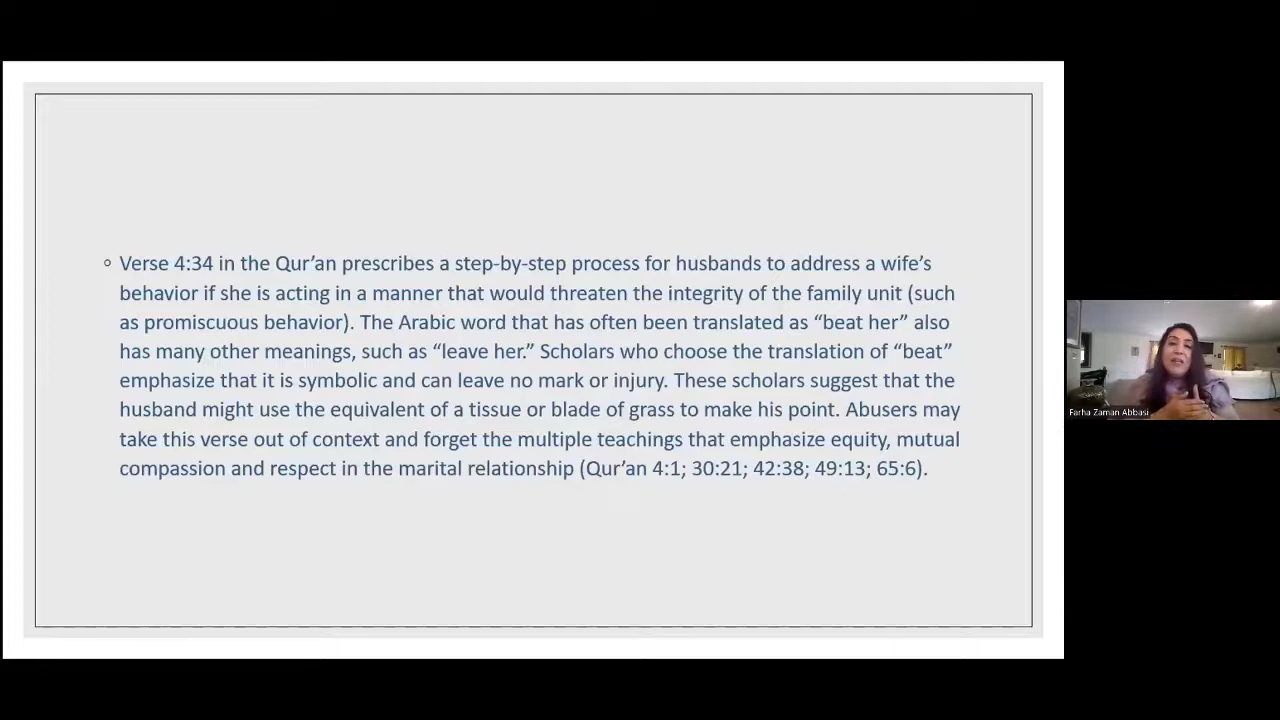 Verse 4:34 in the Qur’an prescribes a step-by-step process for husbands to address a wife’s
behavior if she is acting in a manner that would threaten the integrity of the family unit (such
as promiscuous behavior). The Arabic word that has often been translated as “beat her” also
has many other meanings, such as “leave her.” Scholars who choose the translation of “beat”
emphasize that it is symbolic and can leave no mark or injury. These scholars suggest that the
husband might use the equivalent of a tissue or blade of grass to make his point. Abusers may
take this verse out of context and forget the multiple teachings that emphasize equity, mutual
compassion and respect in the marital relationship (Qur’an 4:1; 30:21; 42:38; 49:13; 65:6).
Farha Zaman Abbasi